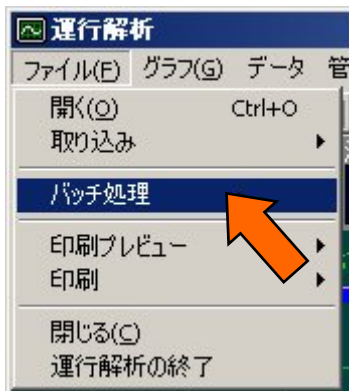 運行解析
ファイル(F) グラフ(G) データ 管
開く(O) Ctrl+O
取り込み
バッチ処理
印刷プレビュー
印刷
閉じる(C)
運行解析の終了